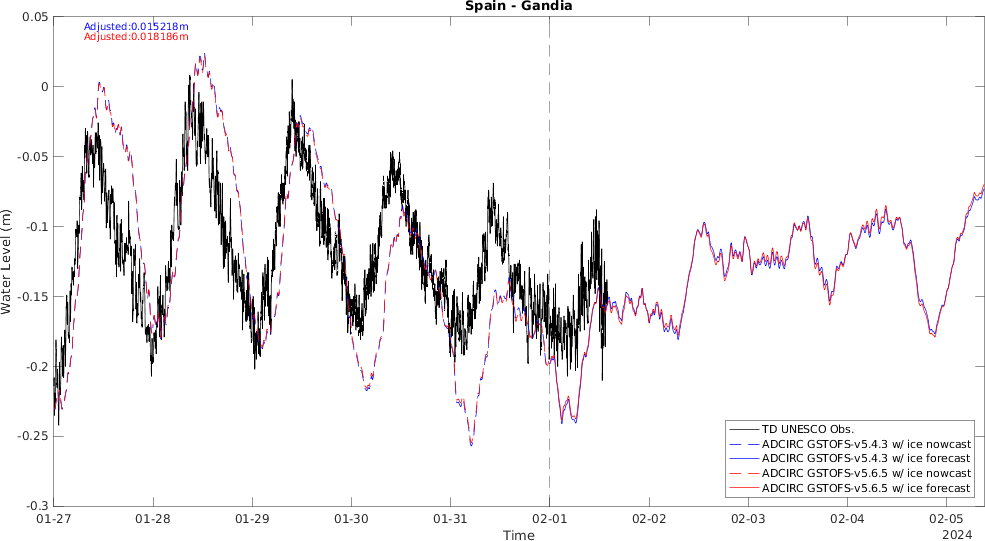 Spain - Gandia
Adjusted:0.015218m
Adjusted:0.018186m
0.05
0
-0.05
-0.1
-0.15
-0.2
-0.25
-0.3
Water Level (m)
TD UNESCO Obs.
ADCIRC GSTOFS-v5.4.3 w/ ice nowcast
ADCIRC GSTOFS-v5.4.3 w/ ice forecast
ADCIRC GSTOFS-v5.6.5 w/ ice nowcast
ADCIRC GSTOFS-v5.6.5 w/ ice forecast
01-27 01-28 01-29 01-30 01-31 02-01 02-02 02-03 02-04 02-05
Time
2024